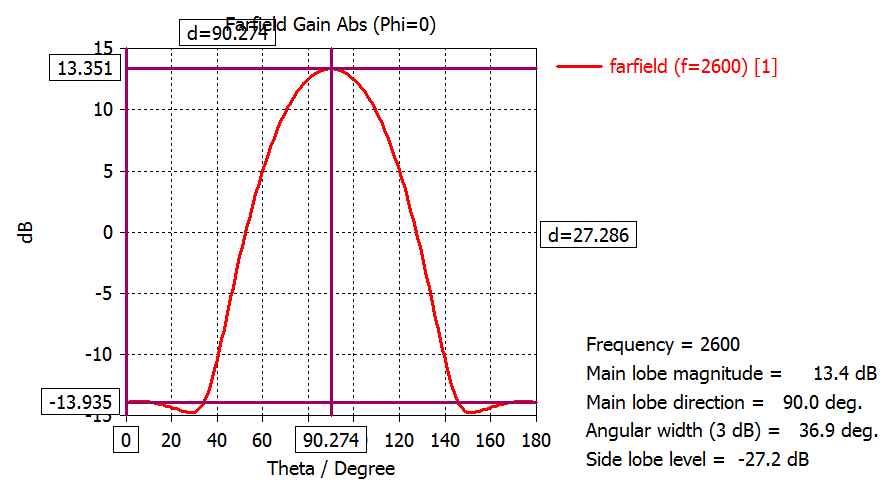 Farfield Gain Abs (Phi=0)
d=90.274
15
13.351
10
5
0
-5
-10
-13.935
-15
dB
d=27.286
0
20
40
60
90.274
120
140
160
180
Theta / Degree
farfield (f=2600) [1]
Frequency = 2600
Main lobe magnitude = 13.4 dB
Main lobe direction = 90.0 deg.
Angular width (3 dB) = 36.9 deg.
Side lobe level = -27.2 dB